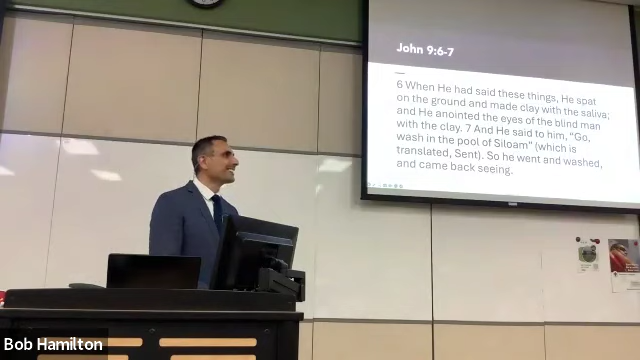 John 9:6-7
6 When He had said these things, He spat
on the ground and made clay with the saliva;
and He anointed the eyes of the blind man
with the clay. 7 And He said to him, "Go,
wash in the pool of Siloam" (which is
translated, Sent). So he went and washed,
and came back seeing.
Bob Hamilton